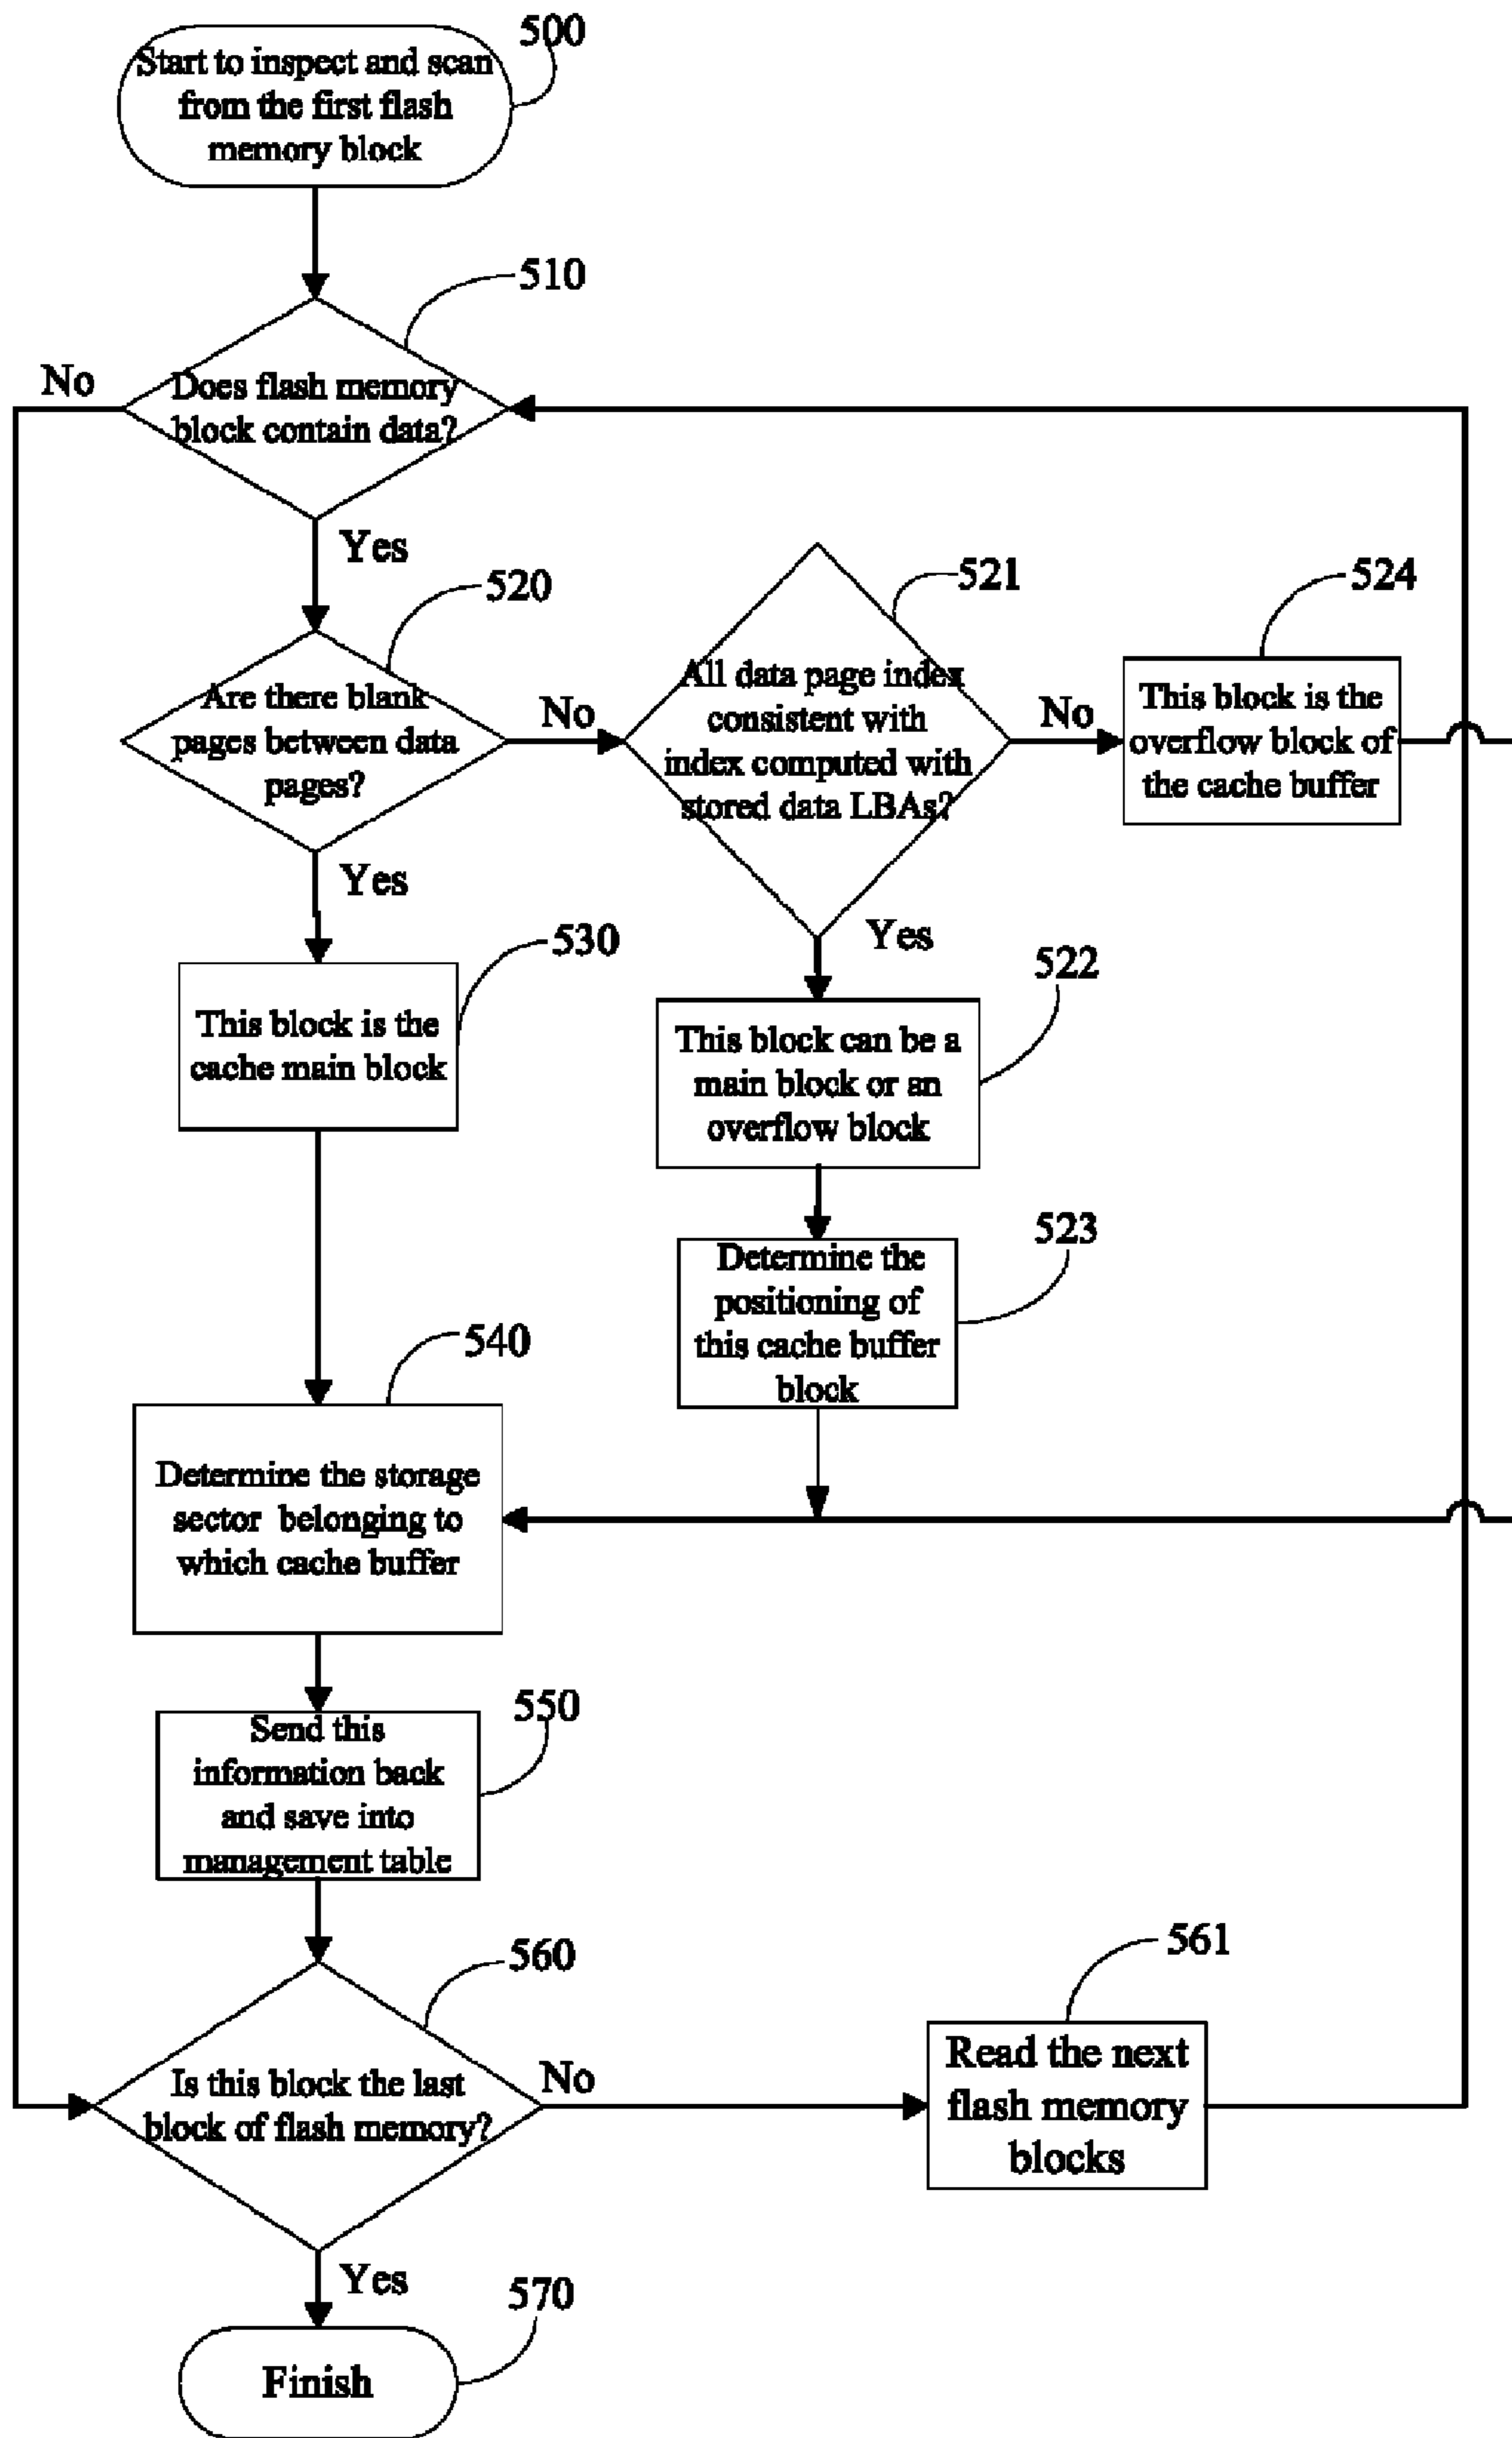 500
Start to inspect and scan
from the first flash
memory block
510
No
Does flash memory
block contain data?
Yes
520
Are there blank
pages between data
pages?
No
521
All data page index
consistent with
index computed with
stored data LBAs?
No
524
This block is the
overflow block of
the cache buffer
Yes
530
This block is the
cache main block
Yes
522
This block can be a
main block or an
overflow block
523
Determine the
positioning of
this cache buffer
block
540
Determine the storage
sector belonging to
which cache buffer
550
Send this
information back
and save into
management table
560
Is this block the last
block of flash memory?
No
561
Read the next
flash memory
blocks
Yes
570
Finish